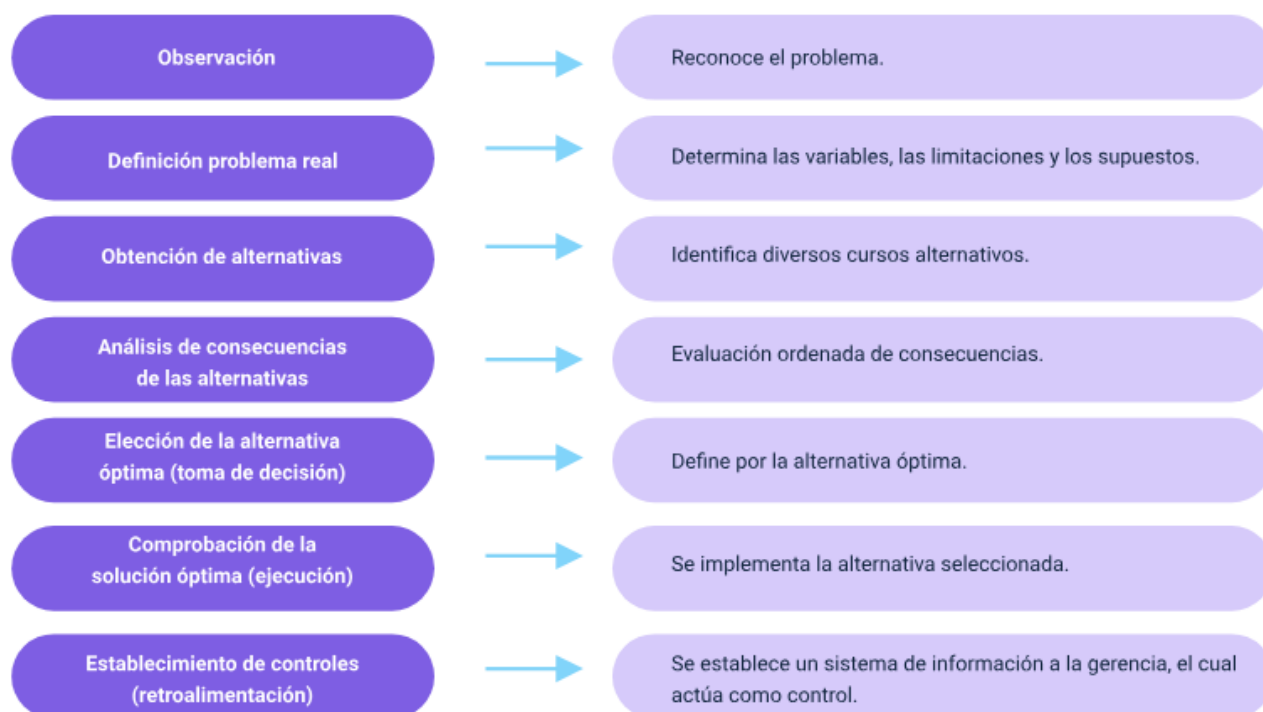 Observación
Reconoce el problema.
Definición problema real
Determina las variables, las limitaciones y los supuestos.
Obtención de alternativas
Identifica diversos cursos alternativos.
Análisis de consecuencias
de las alternativas
Evaluación ordenada de consecuencias.
Elección de la alternativa
óptima (toma de decisión)
Define por la alternativa óptima.
Comprobación de la
solución óptima (ejecución)
Se implementa la alternativa seleccionada.
Establecimiento de controles
(retroalimentación)
Se establece un sistema de información a la gerencia, el cual
actúa como control.